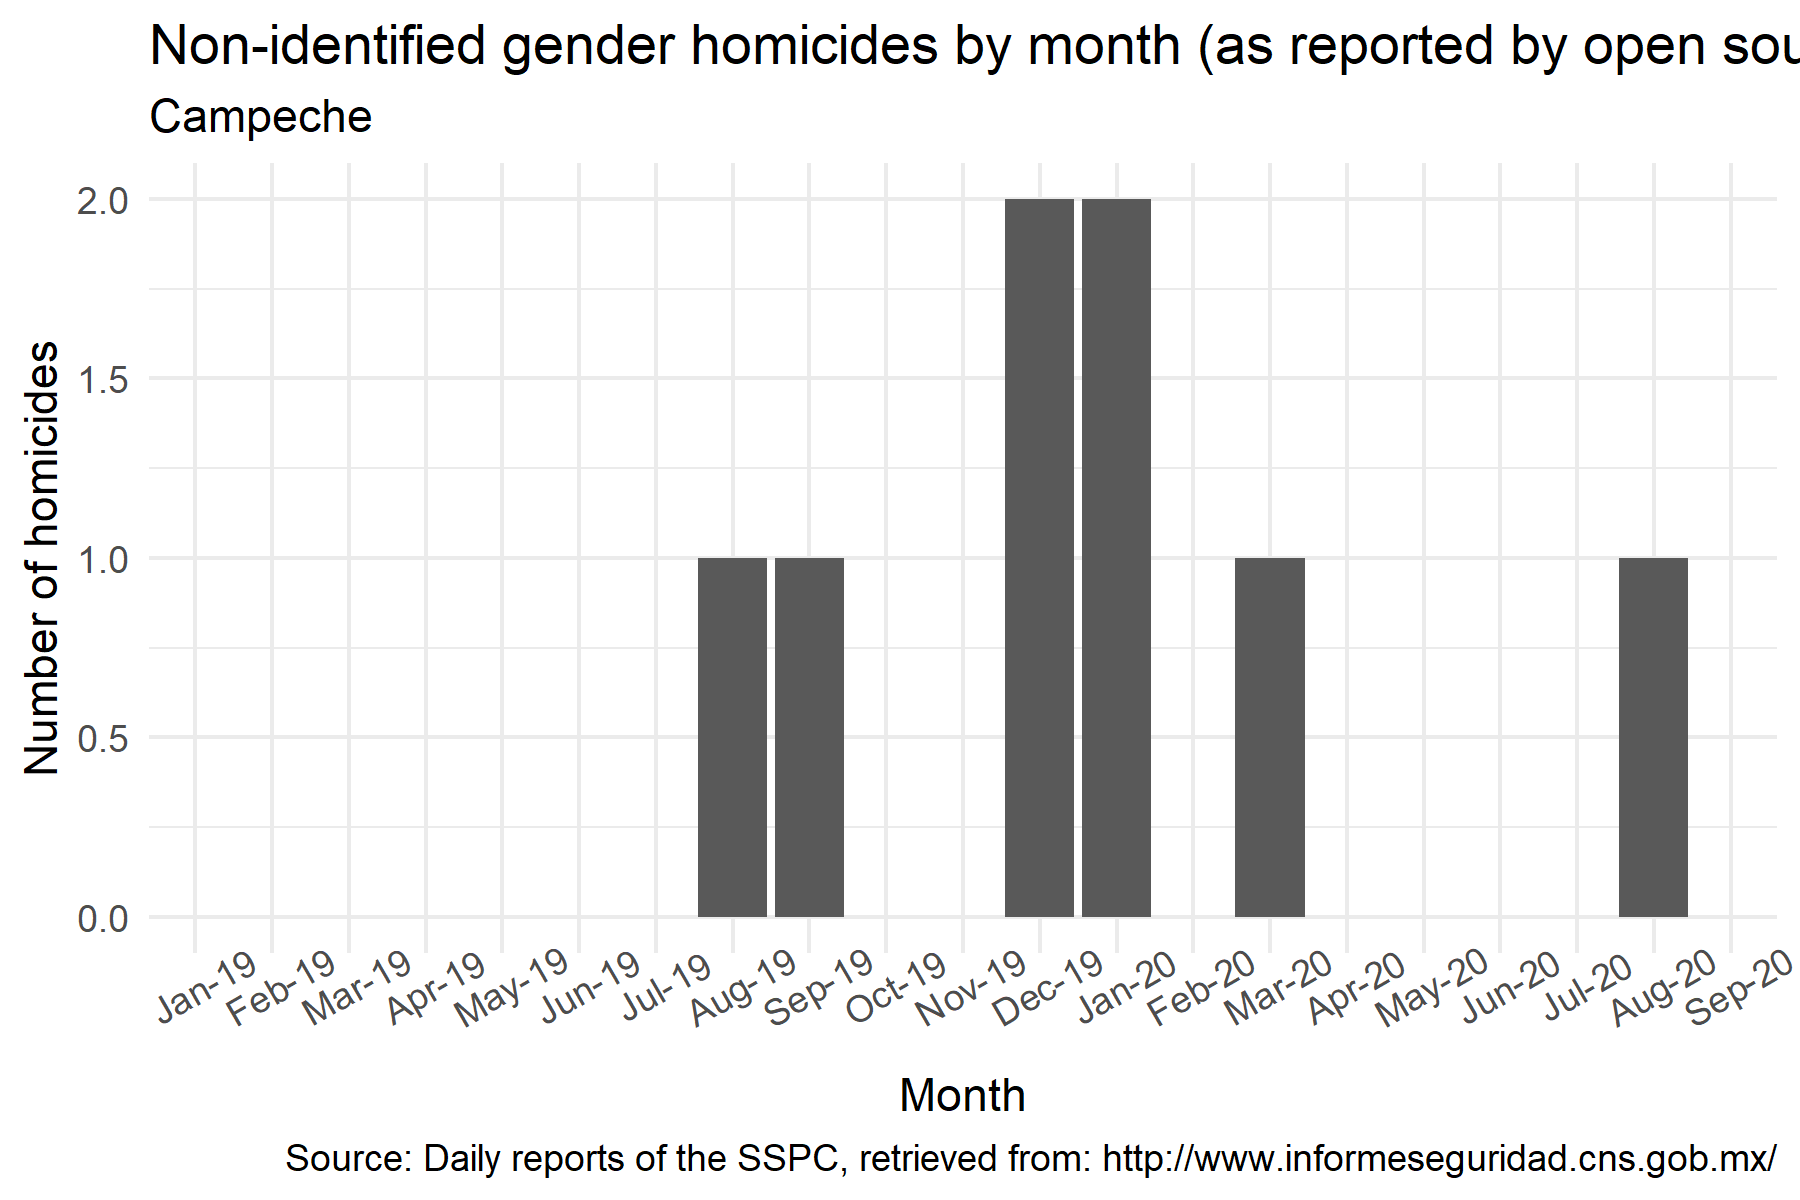 Non-identified gender homicides by month (as reported by open sou
Campeche
Number of homicides
2.0
1.5
1.0
0.5
0.0
Jan-19
Feb-19
Mar-19
Apr-19
May-19
Jun-19
Jul-19
Aug-19
Sep-19
Oct-19
Nov-19
Dec-19
Jan-20
Feb-20
Mar-20
Apr-20
May-20
Jun-20
Jul-20
Aug-20
Sep-20
Month
Source: Daily reports of the SSPC, retrieved from: http://www.informeseguridad.cns.gob.mx/